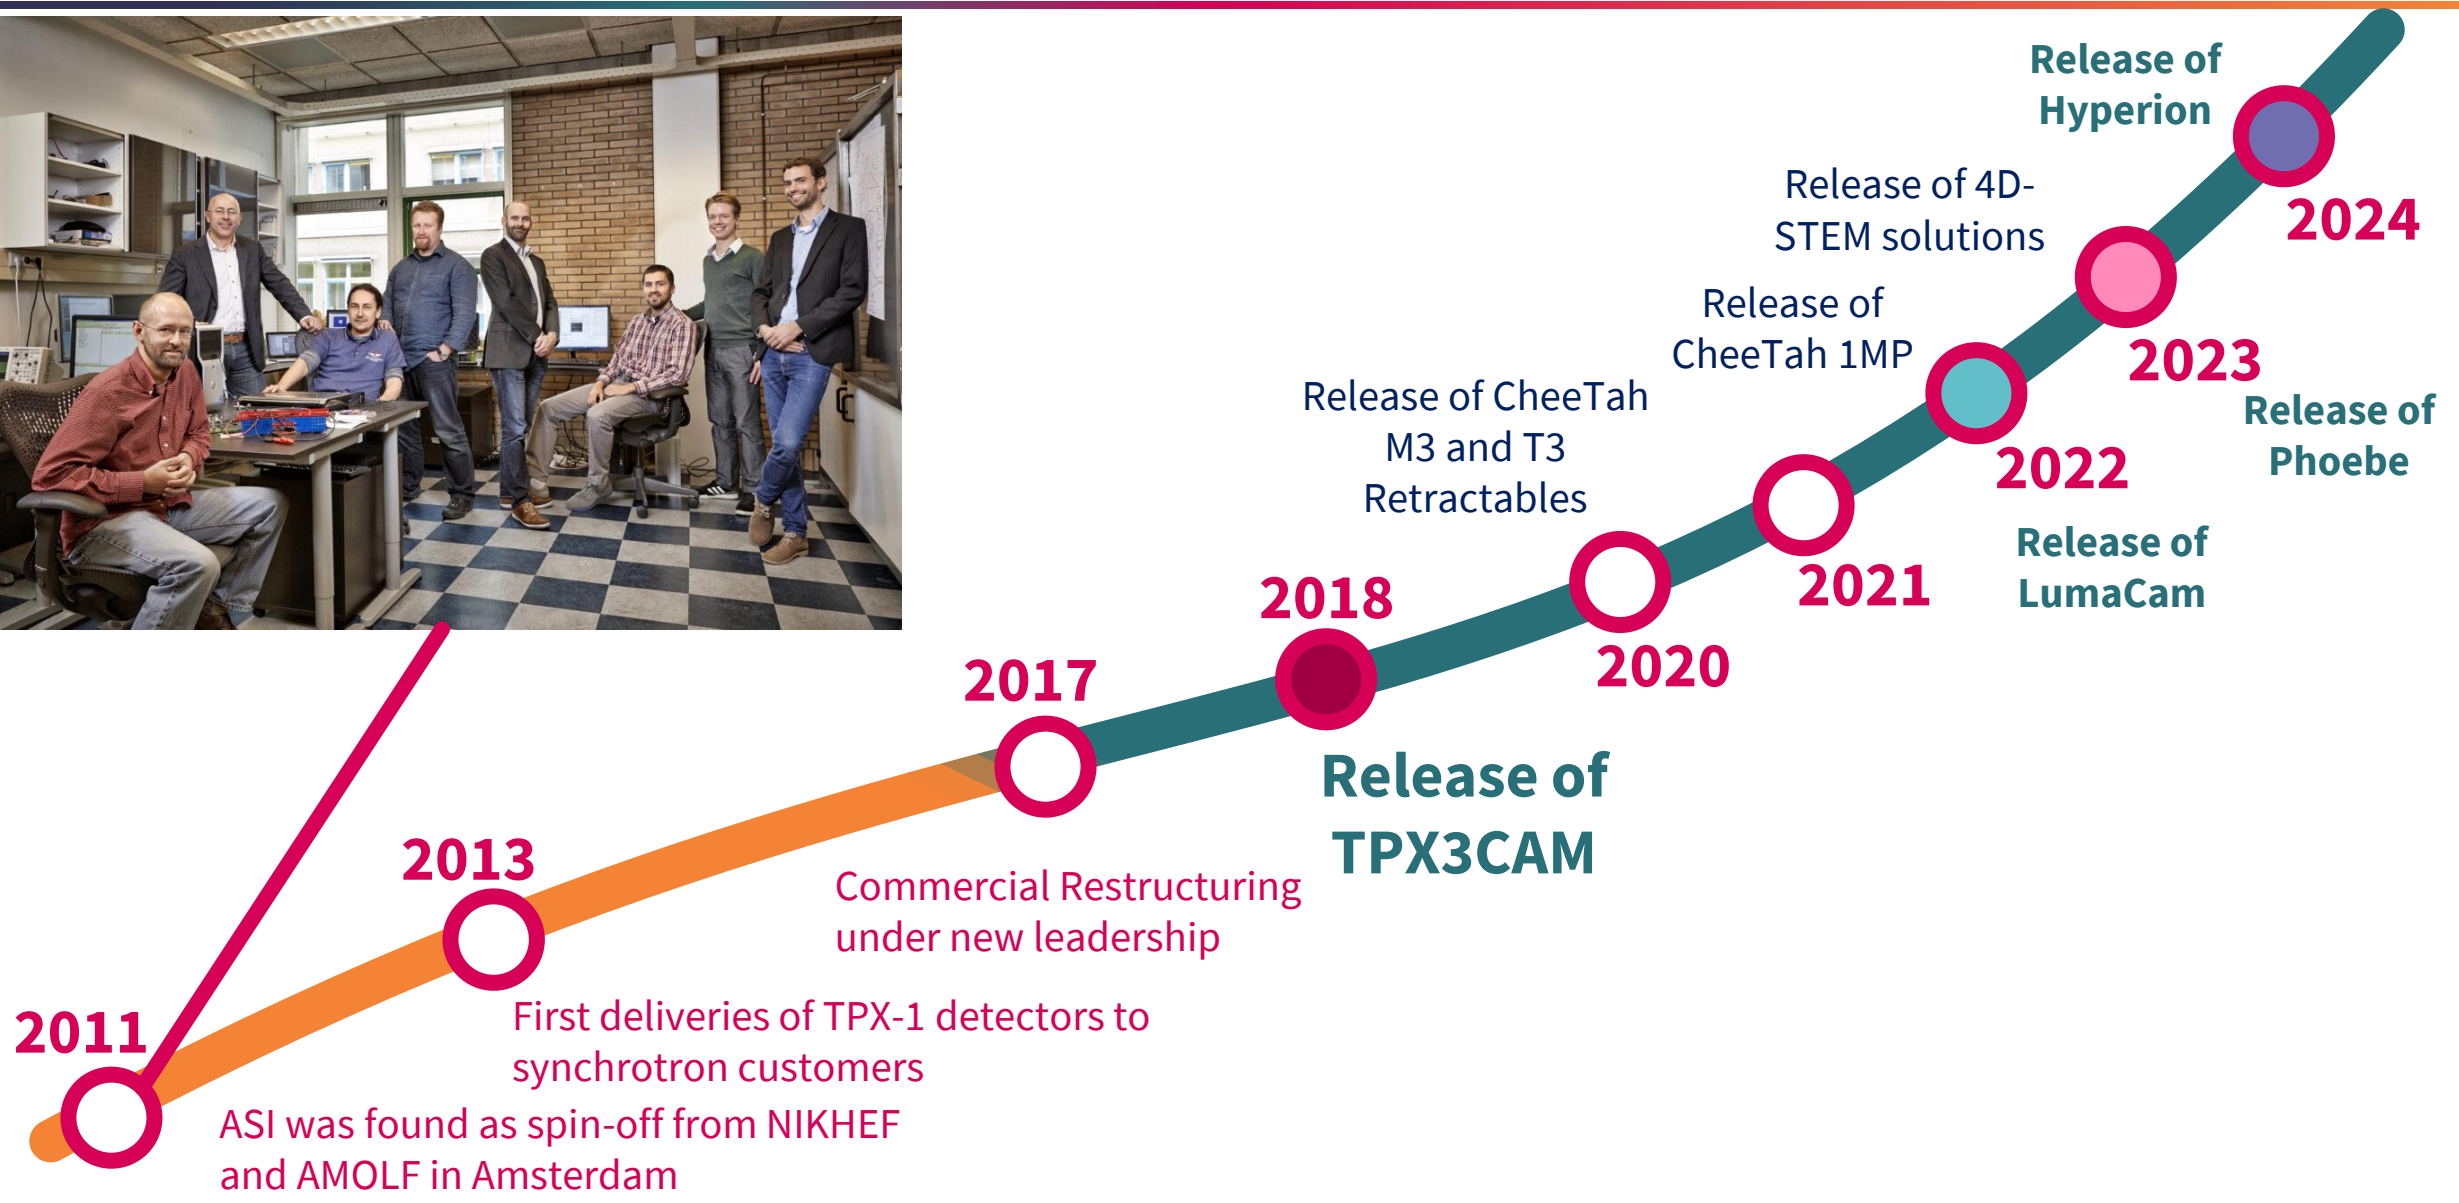 2011
ASI was found as spin-off from NIKHEF
and AMOLF in Amsterdam
2013
First deliveries of TPX-1 detectors to
synchrotron customers
2017
Commercial Restructuring
under new leadership
2018
Release of
TPX3CAM
2020
Release of CheeTah
M3 and T3
Retractables
2021
Release of
CheeTah 1MP
2022
Release of
LumaCam
Release of 4D-
STEM solutions
2023
Release of
Phoebe
Release of
Hyperion
2024